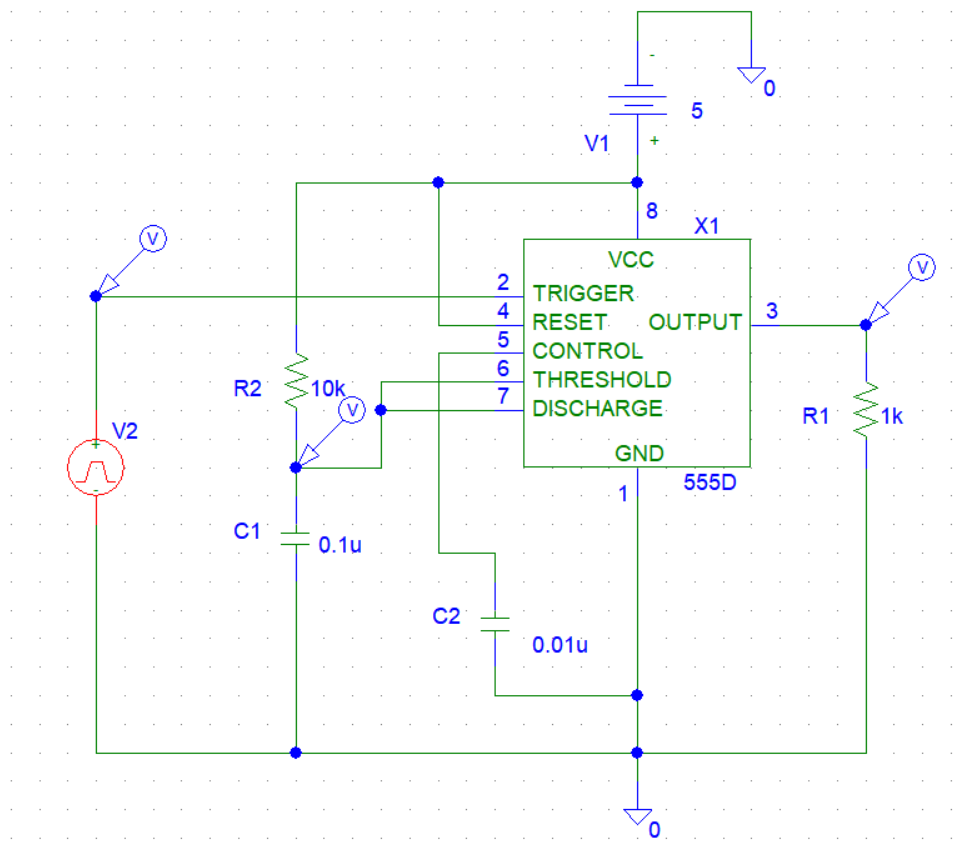 -
0
5
V1
+
8
X1
V
VCC
V
2
TRIGGER
3
4
RESET
OUTPUT
5
CONTROL
6
THRESHOLD
R2
10k
V
7
DISCHARGE
R1
1k
V2
+
-
GND
1
555D
C1
0.1u
C2
0.01u
0